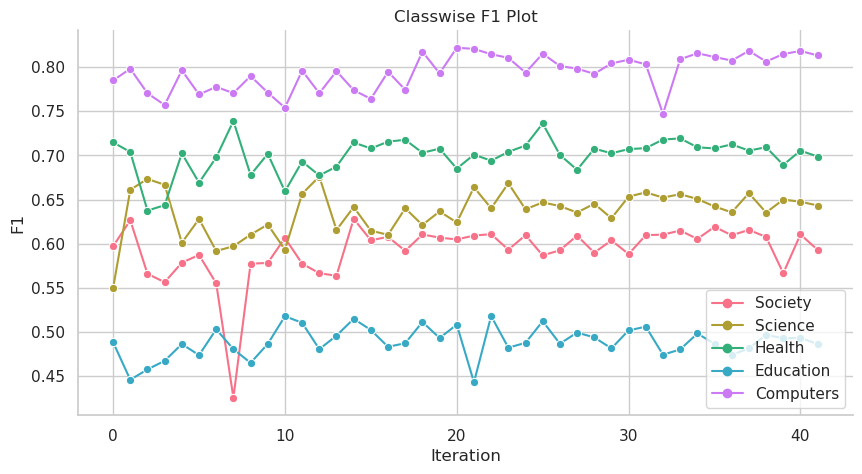 Classwise F1 Plot
F1
0.80
0.75
0.70
0.65
0.60
0.55
0.50
0.45
0
10
20
30
40
Iteration
Society
Science
Health
Education
Computers